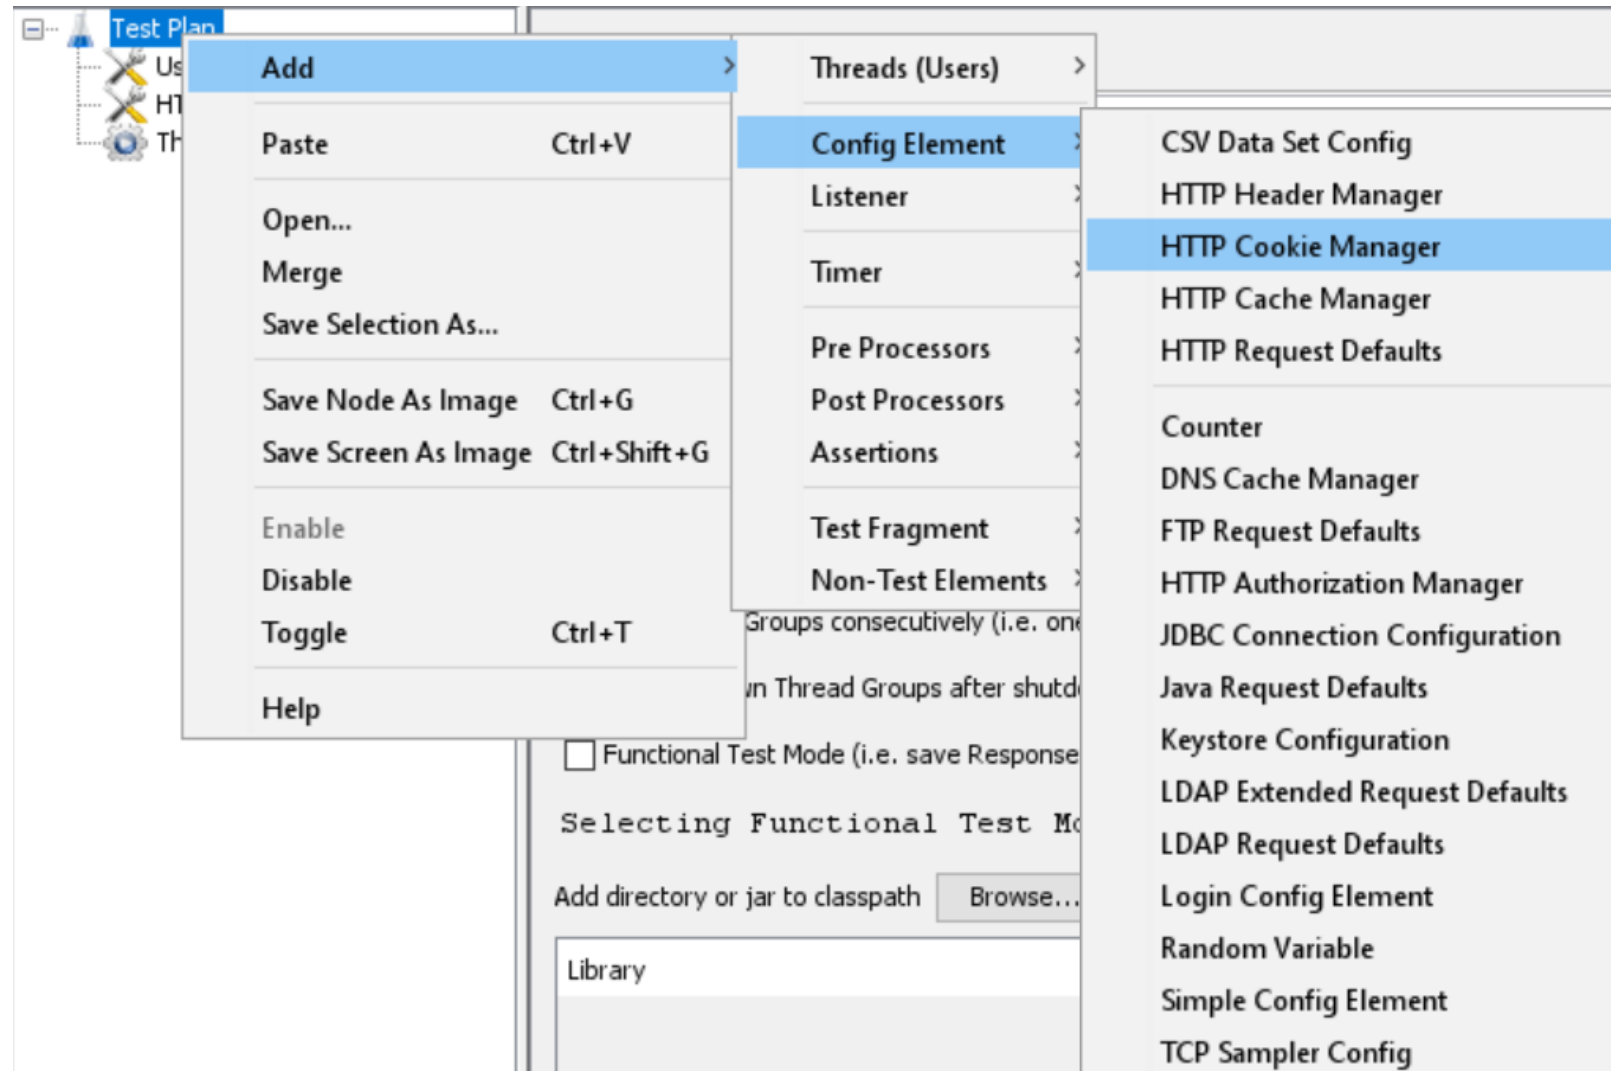 Test Plan
Us
HT
Th
Add
Paste Ctrl+V
Open...
Merge
Save Selection As...
Save Node As Image Ctrl+G
Save Screen As Image Ctrl+Shift+G
Enable
Disable
Toggle Ctrl+T
Help
Threads (Users)
Config Element
Listener
Timer
Pre Processors
Post Processors
Assertions
Test Fragment
Non-Test Elements
CSV Data Set Config
HTTP Header Manager
HTTP Cookie Manager
HTTP Cache Manager
HTTP Request Defaults
Counter
DNS Cache Manager
FTP Request Defaults
HTTP Authorization Manager
JDBC Connection Configuration
Java Request Defaults
Keystore Configuration
LDAP Extended Request Defaults
LDAP Request Defaults
Login Config Element
Random Variable
Simple Config Element
TCP Sampler Config
Groups consecutively (i.e. one
wn Thread Groups after shutd
Functional Test Mode (i.e. save Response
Selecting Functional Test Mo
Add directory or jar to classpath Browse...
Library